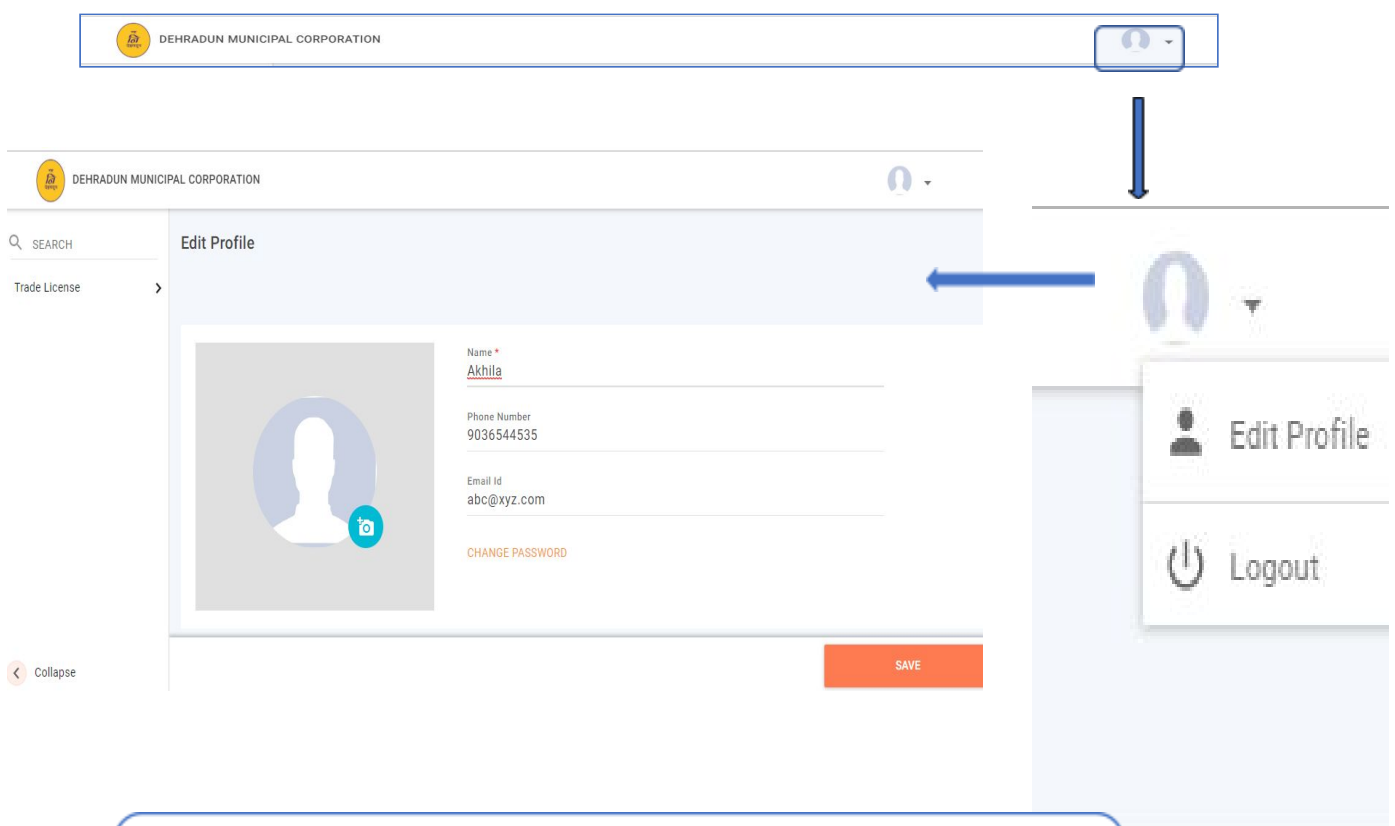 DEHRADUN MUNICIPAL CORPORATION
DEHRADUN MUNICIPAL CORPORATION
SEARCH
Trade License
Edit Profile
Name *
Akhila
Phone Number
9036544535
Email Id
abc@xyz.com
CHANGE PASSWORD
SAVE
Collapse
Edit Profile
Logout